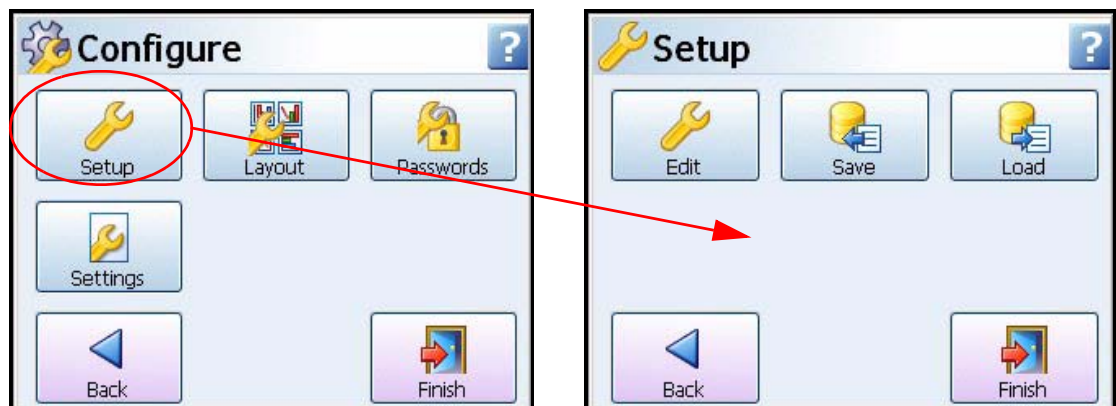 Configure
?
Setup
Layout
Passwords
Settings
Back
Finish
Setup
?
Edit
Save
Load
Back
Finish